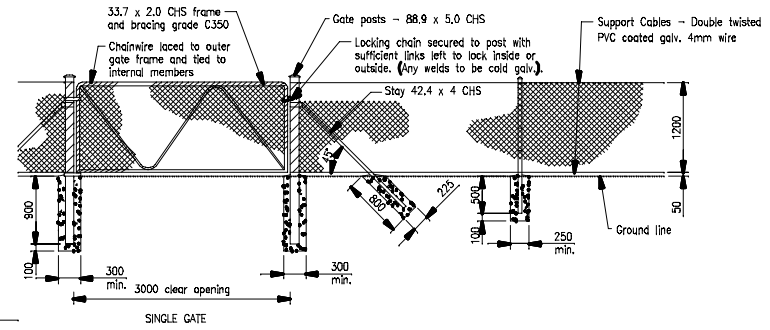 33.7 x 2.0 CHS frame
and bracing grade C350
Gate posts - 88.9 x 5.0 CHS
Support Cables - Double twisted
PVC coated galv. 4mm wire
Chainwire laced to outer
gate frame and tied to
internal members
Locking chain secured to post with
sufficient links left to lock inside or
outside. (Any welds to be cold galv.).
Stay 42.4 x 4 CHS
1200
45°
900
800
225
500
50
Ground line
100
300
min.
300
min.
100
250
min.
3000 clear opening
SINGLE GATE